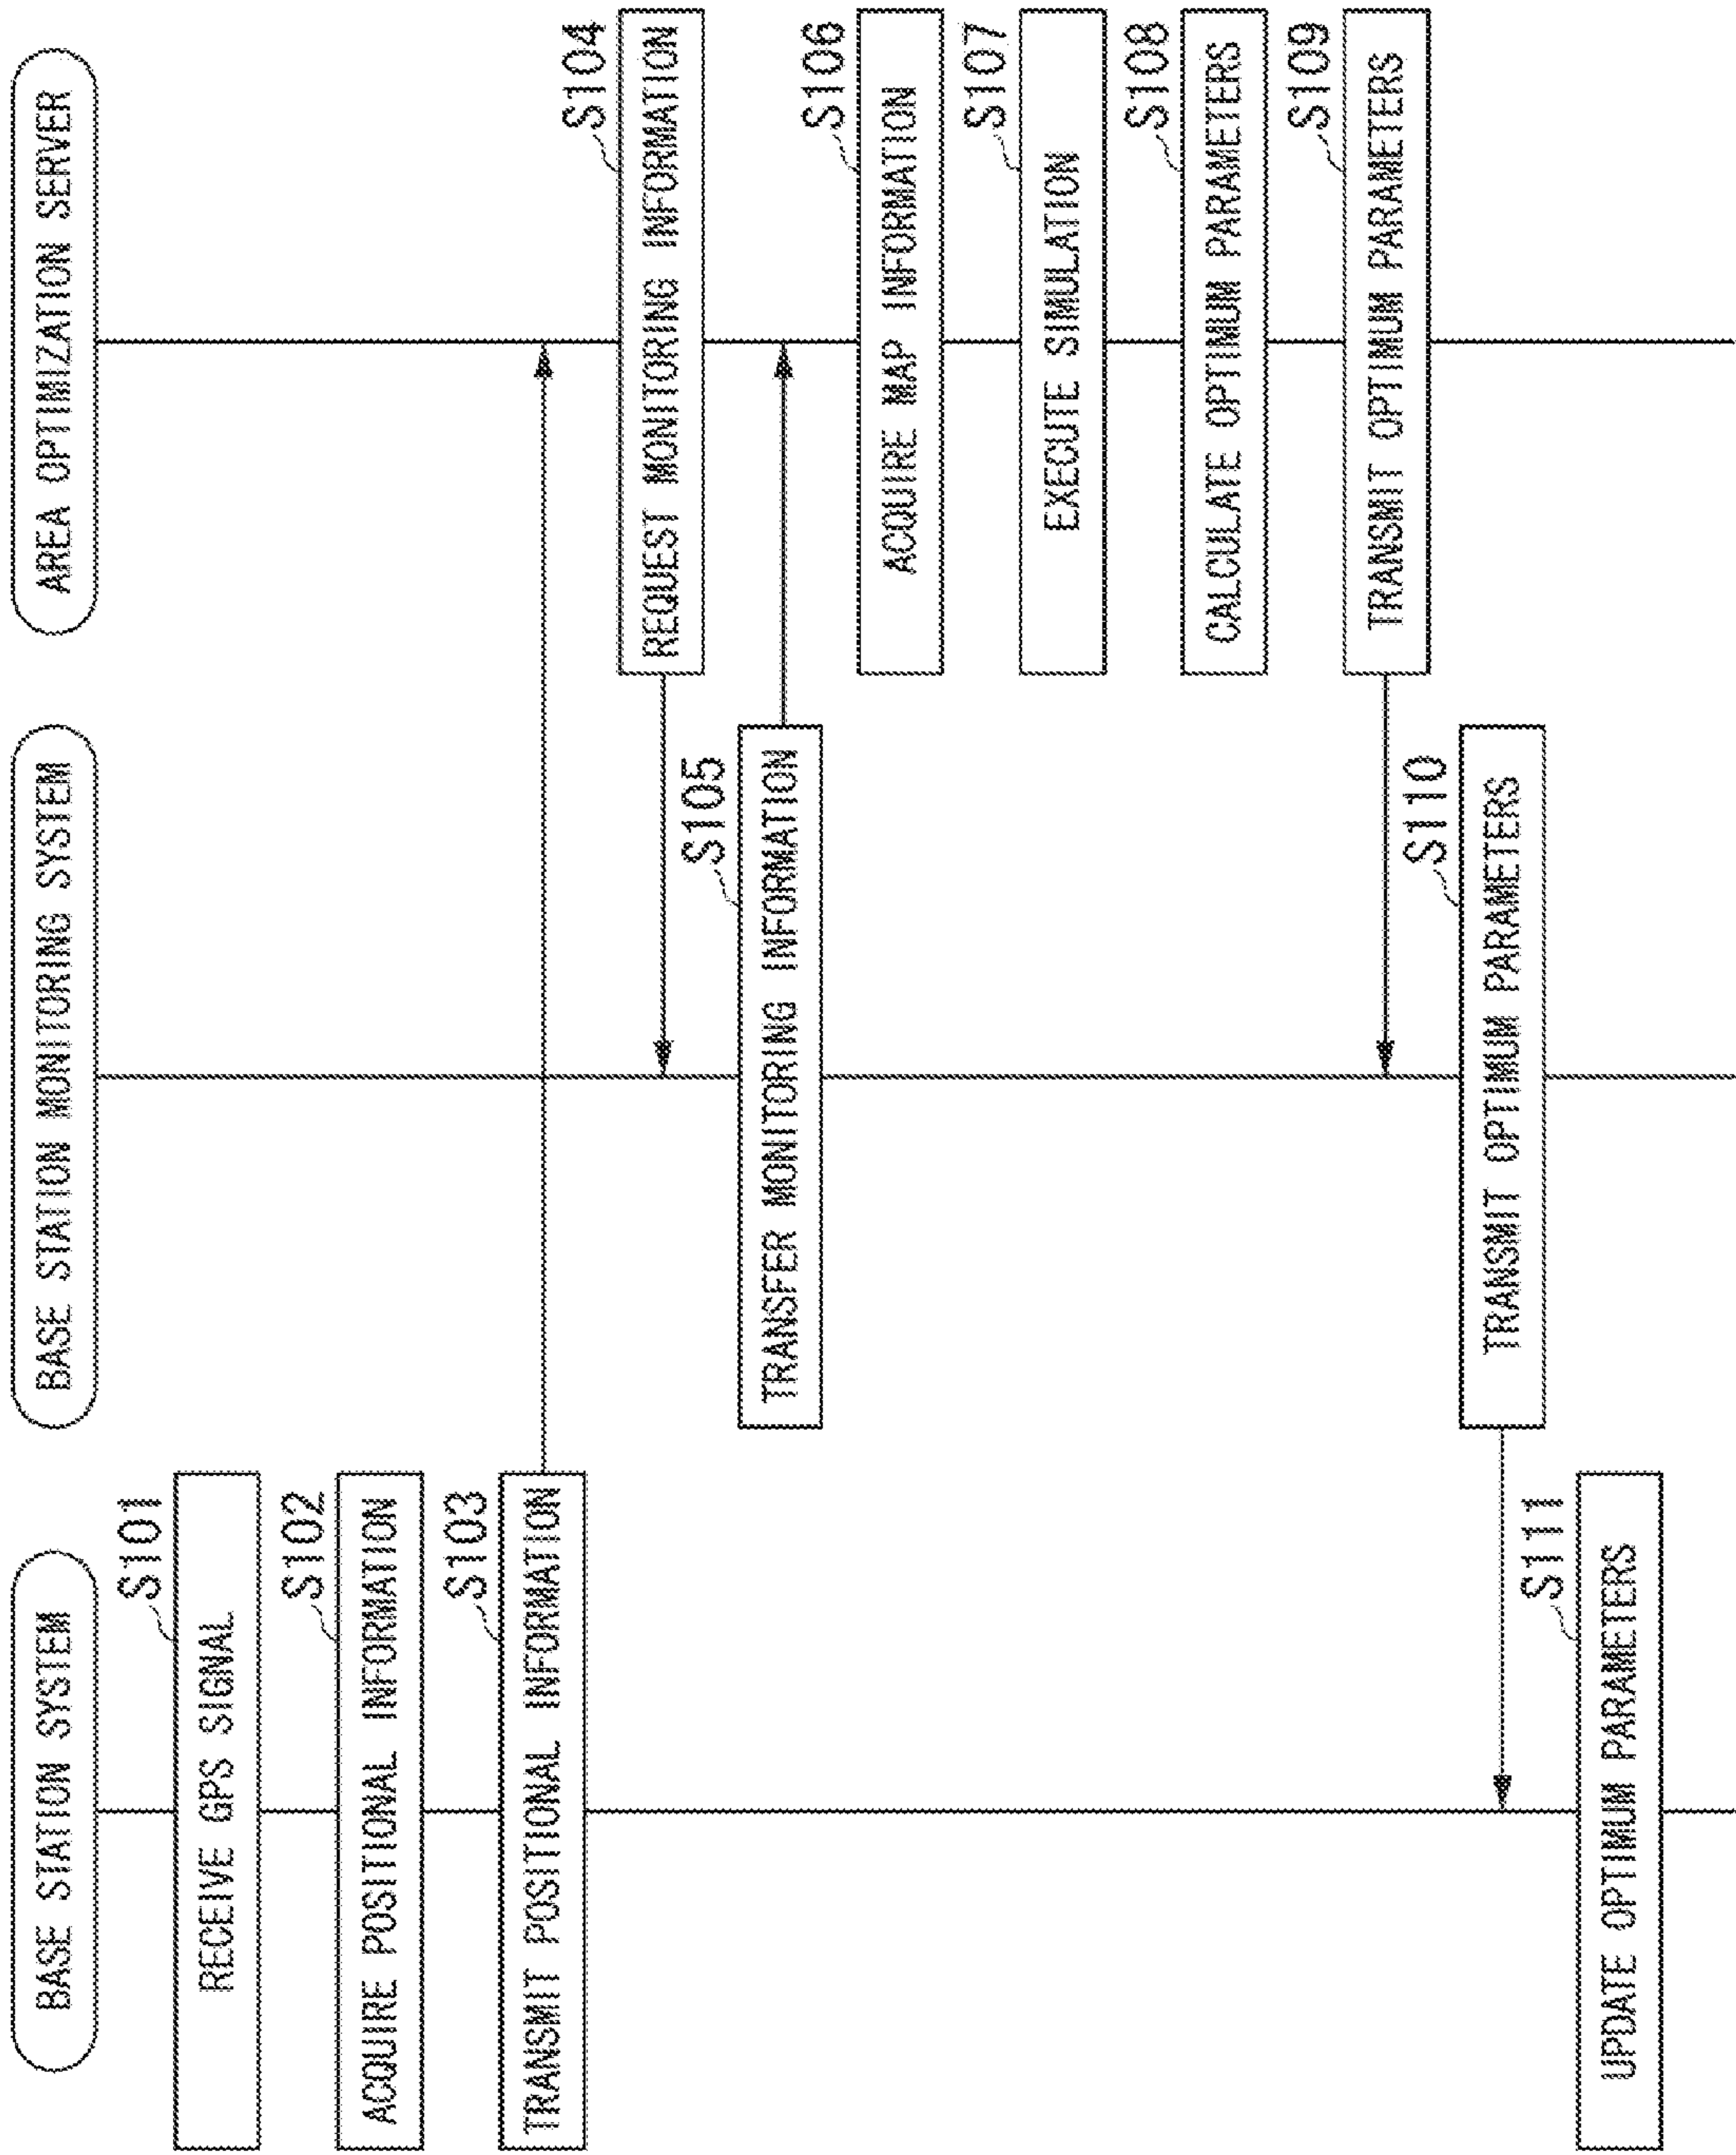 BASE STATION SYSTEM
BASE STATION MONITORING SYSTEM
AREA OPTIMIZATION SERVER
S101
RECEIVE GPS SIGNAL
S102
ACQUIRE POSITIONAL INFORMATION
S103
TRANSMIT POSITIONAL INFORMATION
S104
REQUEST MONITORING INFORMATION
S105
TRANSFER MONITORING INFORMATION
S106
ACQUIRE MAP INFORMATION
S107
EXECUTE SIMULATION
S108
CALCULATE OPTIMUM PARAMETERS
S109
TRANSMIT OPTIMUM PARAMETERS
S110
TRANSMIT OPTIMUM PARAMETERS
S111
UPDATE OPTIMUM PARAMETERS